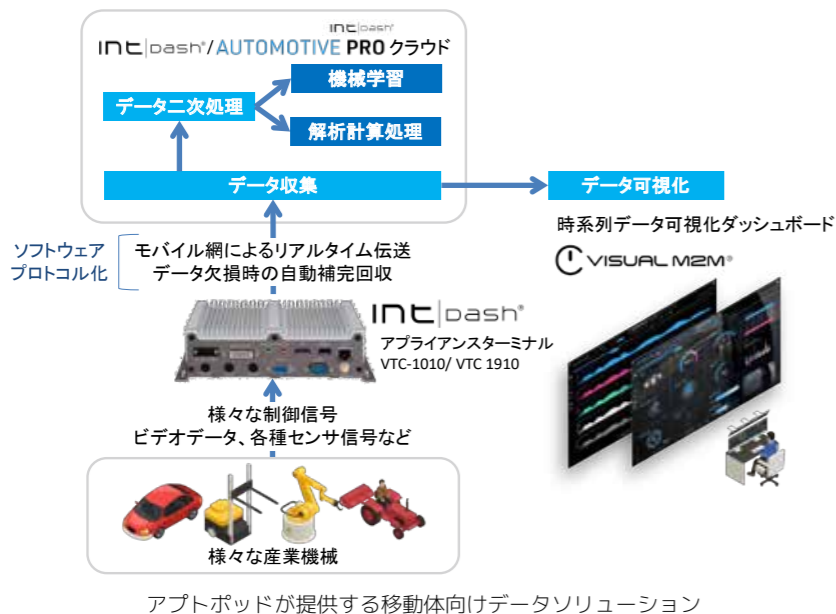 intdash
intdash®/AUTOMOTIVE PRO クラウド
機械学習
データ二次処理
解析計算処理
データ収集
データ可視化
時系列データ可視化ダッシュボード
VISUAL M2M®
ソフトウェア
プロトコル化
モバイル網によるリアルタイム伝送
データ欠損時の自動補完回収
intdash®
アプライアンスターミナル
VTC-1010/ VTC 1910
様々な制御信号
ビデオデータ、各種センサ信号など
様々な産業機械
アプトポッドが提供する移動体向けデータソリューション